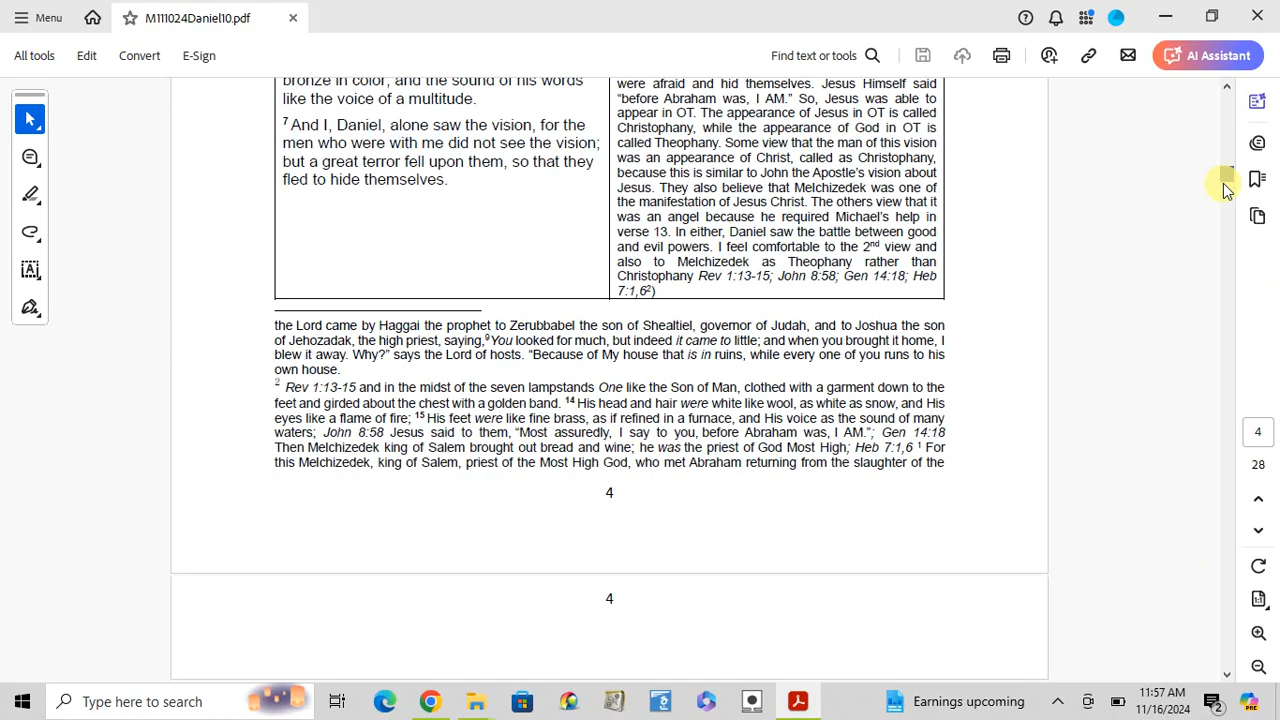 Menu
M111024Daniel10.pdf
All tools
Edit
Convert
E-Sign
Find text or tools
AI Assistant
bronze in color, and the sound of his words
like the voice of a multitude.
7 And I, Daniel, alone saw the vision, for the
men who were with me did not see the vision;
but a great terror fell upon them, so that they
fled to hide themselves.
were afraid and hid themselves. Jesus Himself said
“before Abraham was, I AM.” So, Jesus was able to
appear in OT. The appearance of Jesus in OT is called
Christophany, while the appearance of God in OT is
called Theophany. Some view that the man of this vision
was an appearance of Christ, called as Christophany,
because this is similar to John the Apostle's vision about
Jesus. They also believe that Melchizedek was one of
the manifestation of Jesus Christ. The others view that it
was an angel because he required Michael's help in
verse 13. In either, Daniel saw the battle between good
and evil powers. I feel comfortable to the 2nd view and
also to Melchizedek as Theophany rather than
Christophany Rev 1:13-15; John 8:58; Gen 14:18; Heb
7:1,6²)
the Lord came by Haggai the prophet to Zerubbabel the son of Shealtiel, governor of Judah, and to Joshua the son
of Jehozadak, the high priest, saying,9You looked for much, but indeed it came to little; and when you brought it home, I
blew it away. Why?” says the Lord of hosts. “Because of My house that is in ruins, while every one of you runs to his
own house.
2 Rev 1:13-15 and in the midst of the seven lampstands One like the Son of Man, clothed with a garment down to the
feet and girded about the chest with a golden band. 14 His head and hair were white like wool, as white as snow, and His
eyes like a flame of fire; 15 His feet were like fine brass, as if refined in a furnace, and His voice as the sound of many
waters; John 8:58 Jesus said to them, “Most assuredly, I say to you, before Abraham was, I AM.”; Gen 14:18
Then Melchizedek king of Salem brought out bread and wine; he was the priest of God Most High; Heb 7:1,6 1 For
this Melchizedek, king of Salem, priest of the Most High God, who met Abraham returning from the slaughter of the
4
4
4
28
Type here to search
Earnings upcoming
11:57 AM
11/16/2024
2